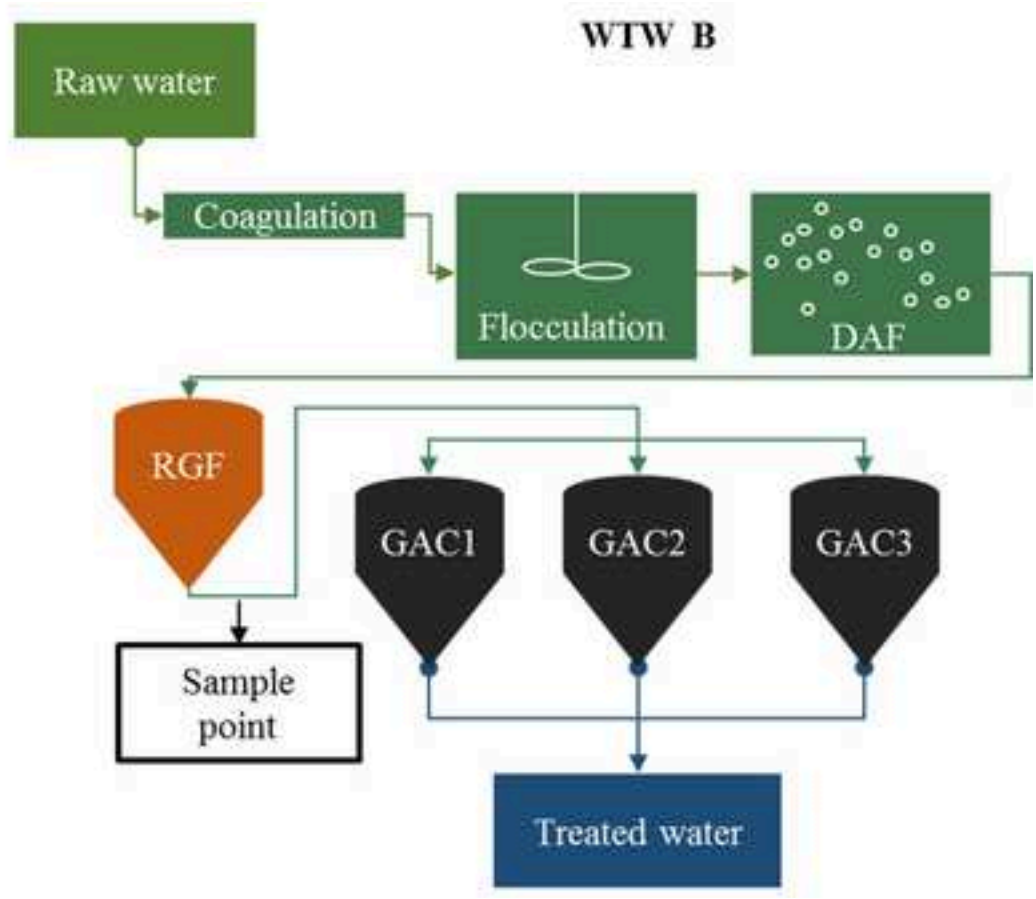 WTW B
Raw water
Coagulation
Flocculation
DAF
RGF
GAC1
GAC2
GAC3
Sample
point
Treated water